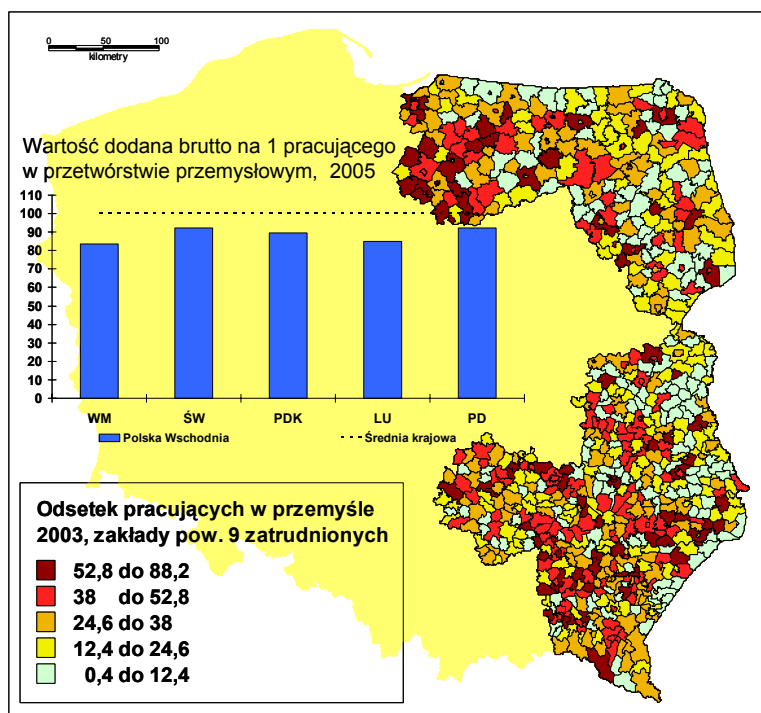 0 50 100
kilometry
Wartość dodana brutto na 1 pracującego
w przetwórstwie przemysłowym, 2005
110
100
90
80
70
60
50
40
30
20
10
0
WM ŚW PDK LU PD
Polska Wschodnia Średnia krajowa
Odsetek pracujących w przemyśle
2003, zakłady pow. 9 zatrudnionych
52,8 do 88,2
38 do 52,8
24,6 do 38
12,4 do 24,6
0,4 do 12,4